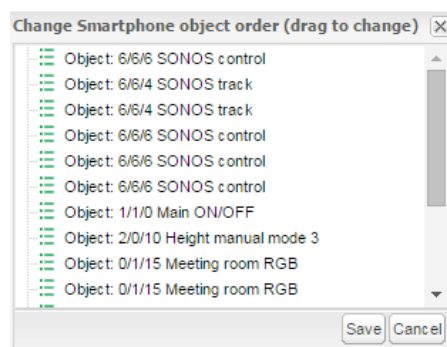 Change Smartphone object order (drag to change)
Object: 6/6/6 SONOS control
Object: 6/6/4 SONOS track
Object: 6/6/4 SONOS track
Object: 6/6/6 SONOS control
Object: 6/6/6 SONOS control
Object: 6/6/6 SONOS control
Object: 1/1/0 Main ON/OFF
Object: 2/0/10 Height manual mode 3
Object: 0/1/15 Meeting room RGB
Object: 0/1/15 Meeting room RGB
Save Cancel